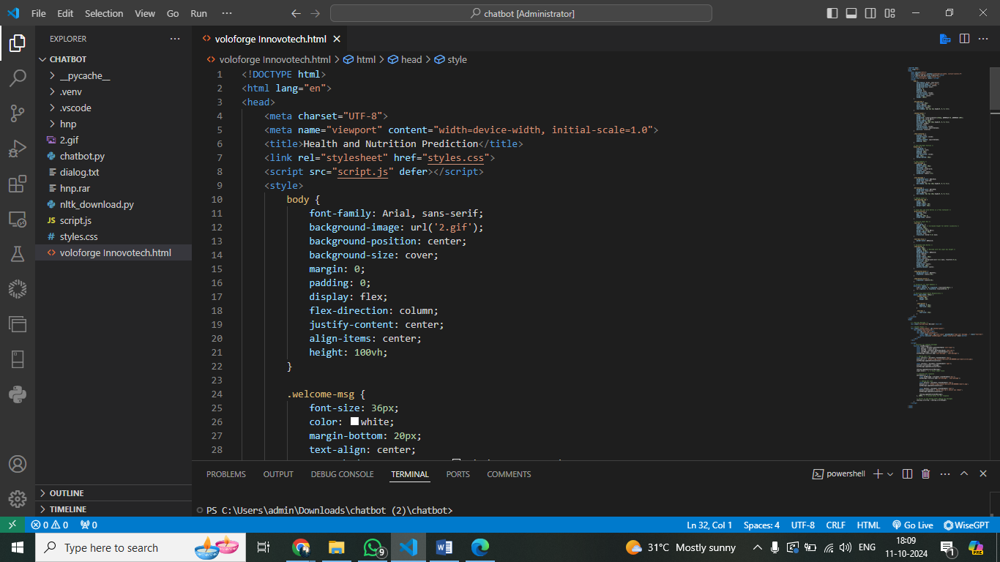 File Edit Selection View Go Run ···
chatbot [Administrator]
EXPLORER ···
voloforge Innovotech.html
CHATBOT
__pycache__
.venv
.vscode
hnp
2.gif
chatbot.py
dialog.txt
hnp.rar
nltk_download.py
JS script.js
# styles.css
voloforge Innovotech.html
OUTLINE
TIMELINE
voloforge Innovotech.html > html > head > style
1 <!DOCTYPE html>
2 <html lang="en">
3 <head>
4 <meta charset="UTF-8">
5 <meta name="viewport" content="width=device-width, initial-scale=1.0">
6 <title>Health and Nutrition Prediction</title>
7 <link rel="stylesheet" href="styles.css">
8 <script src="script.js" defer></script>
9 <style>
10 body {
11 font-family: Arial, sans-serif;
12 background-image: url('2.gif');
13 background-position: center;
14 background-size: cover;
15 margin: 0;
16 padding: 0;
17 display: flex;
18 flex-direction: column;
19 justify-content: center;
20 align-items: center;
21 height: 100vh;
22 }
23
24 .welcome-msg {
25 font-size: 36px;
26 color: white;
27 margin-bottom: 20px;
28 text-align: center;
PROBLEMS OUTPUT DEBUG CONSOLE TERMINAL PORTS COMMENTS
powershell
PS C:\Users\admin\Downloads\chatbot (2)\chatbot>
0 0 0
Ln 32, Col 1 Spaces: 4 UTF-8 CRLF HTML Go Live WiseGPT
Type here to search
9
31°C Mostly sunny
ENG
18:09
11-10-2024
1
PRE